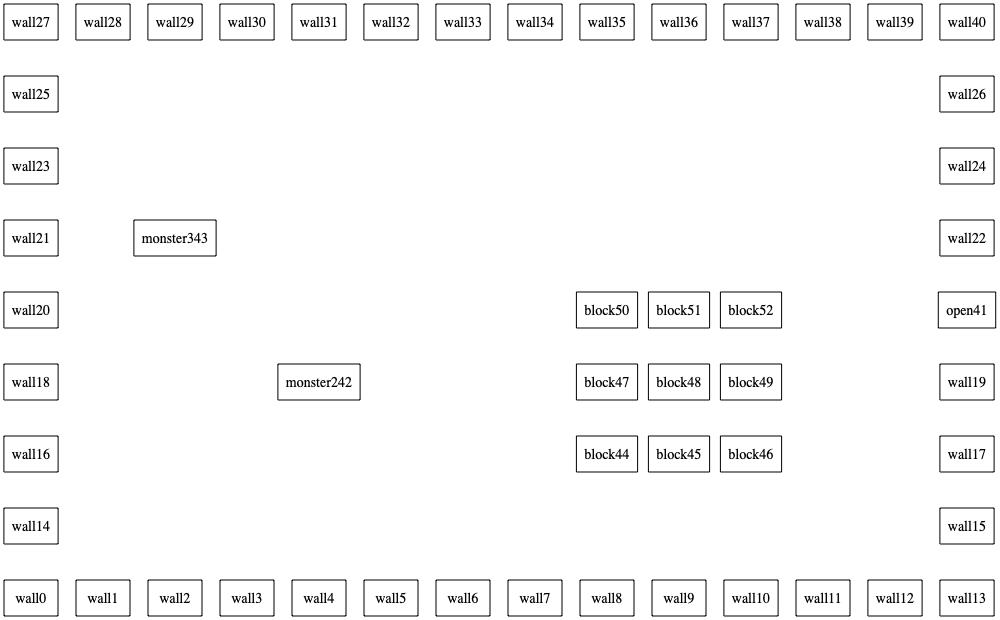 wall27 wall28 wall29 wall30 wall31 wall32 wall33 wall34 wall35 wall36 wall37 wall38 wall39 wall40
wall25 wall26
wall23 wall24
wall21 monster343 wall22
wall20 block50 block51 block52 open41
wall18 monster242 block47 block48 block49 wall19
wall16 block44 block45 block46 wall17
wall14 wall15
wall0 wall1 wall2 wall3 wall4 wall5 wall6 wall7 wall8 wall9 wall10 wall11 wall12 wall13